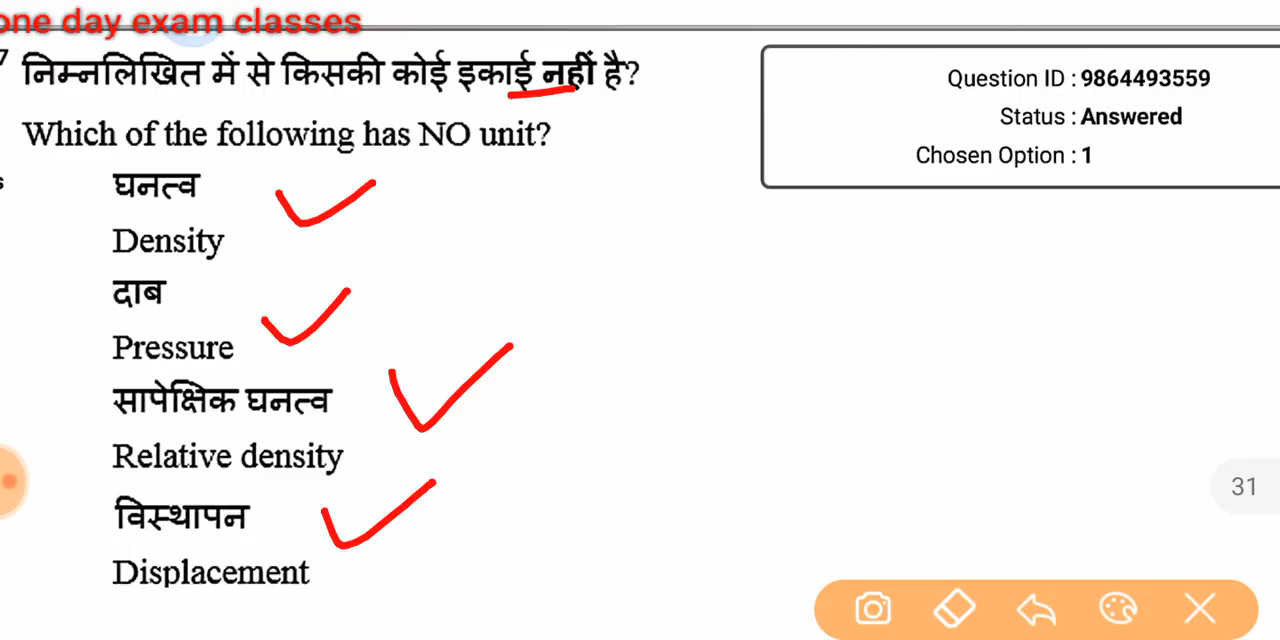 one day exam classes
7 निम्नलिखित में से किसकी कोई इकाई नहीं है?
Which of the following has NO unit?
घनत्व
Density
दाब
Pressure
सापेक्षिक घनत्व
Relative density
विस्थापन
Displacement
Question ID : 9864493559
Status : Answered
Chosen Option : 1
31